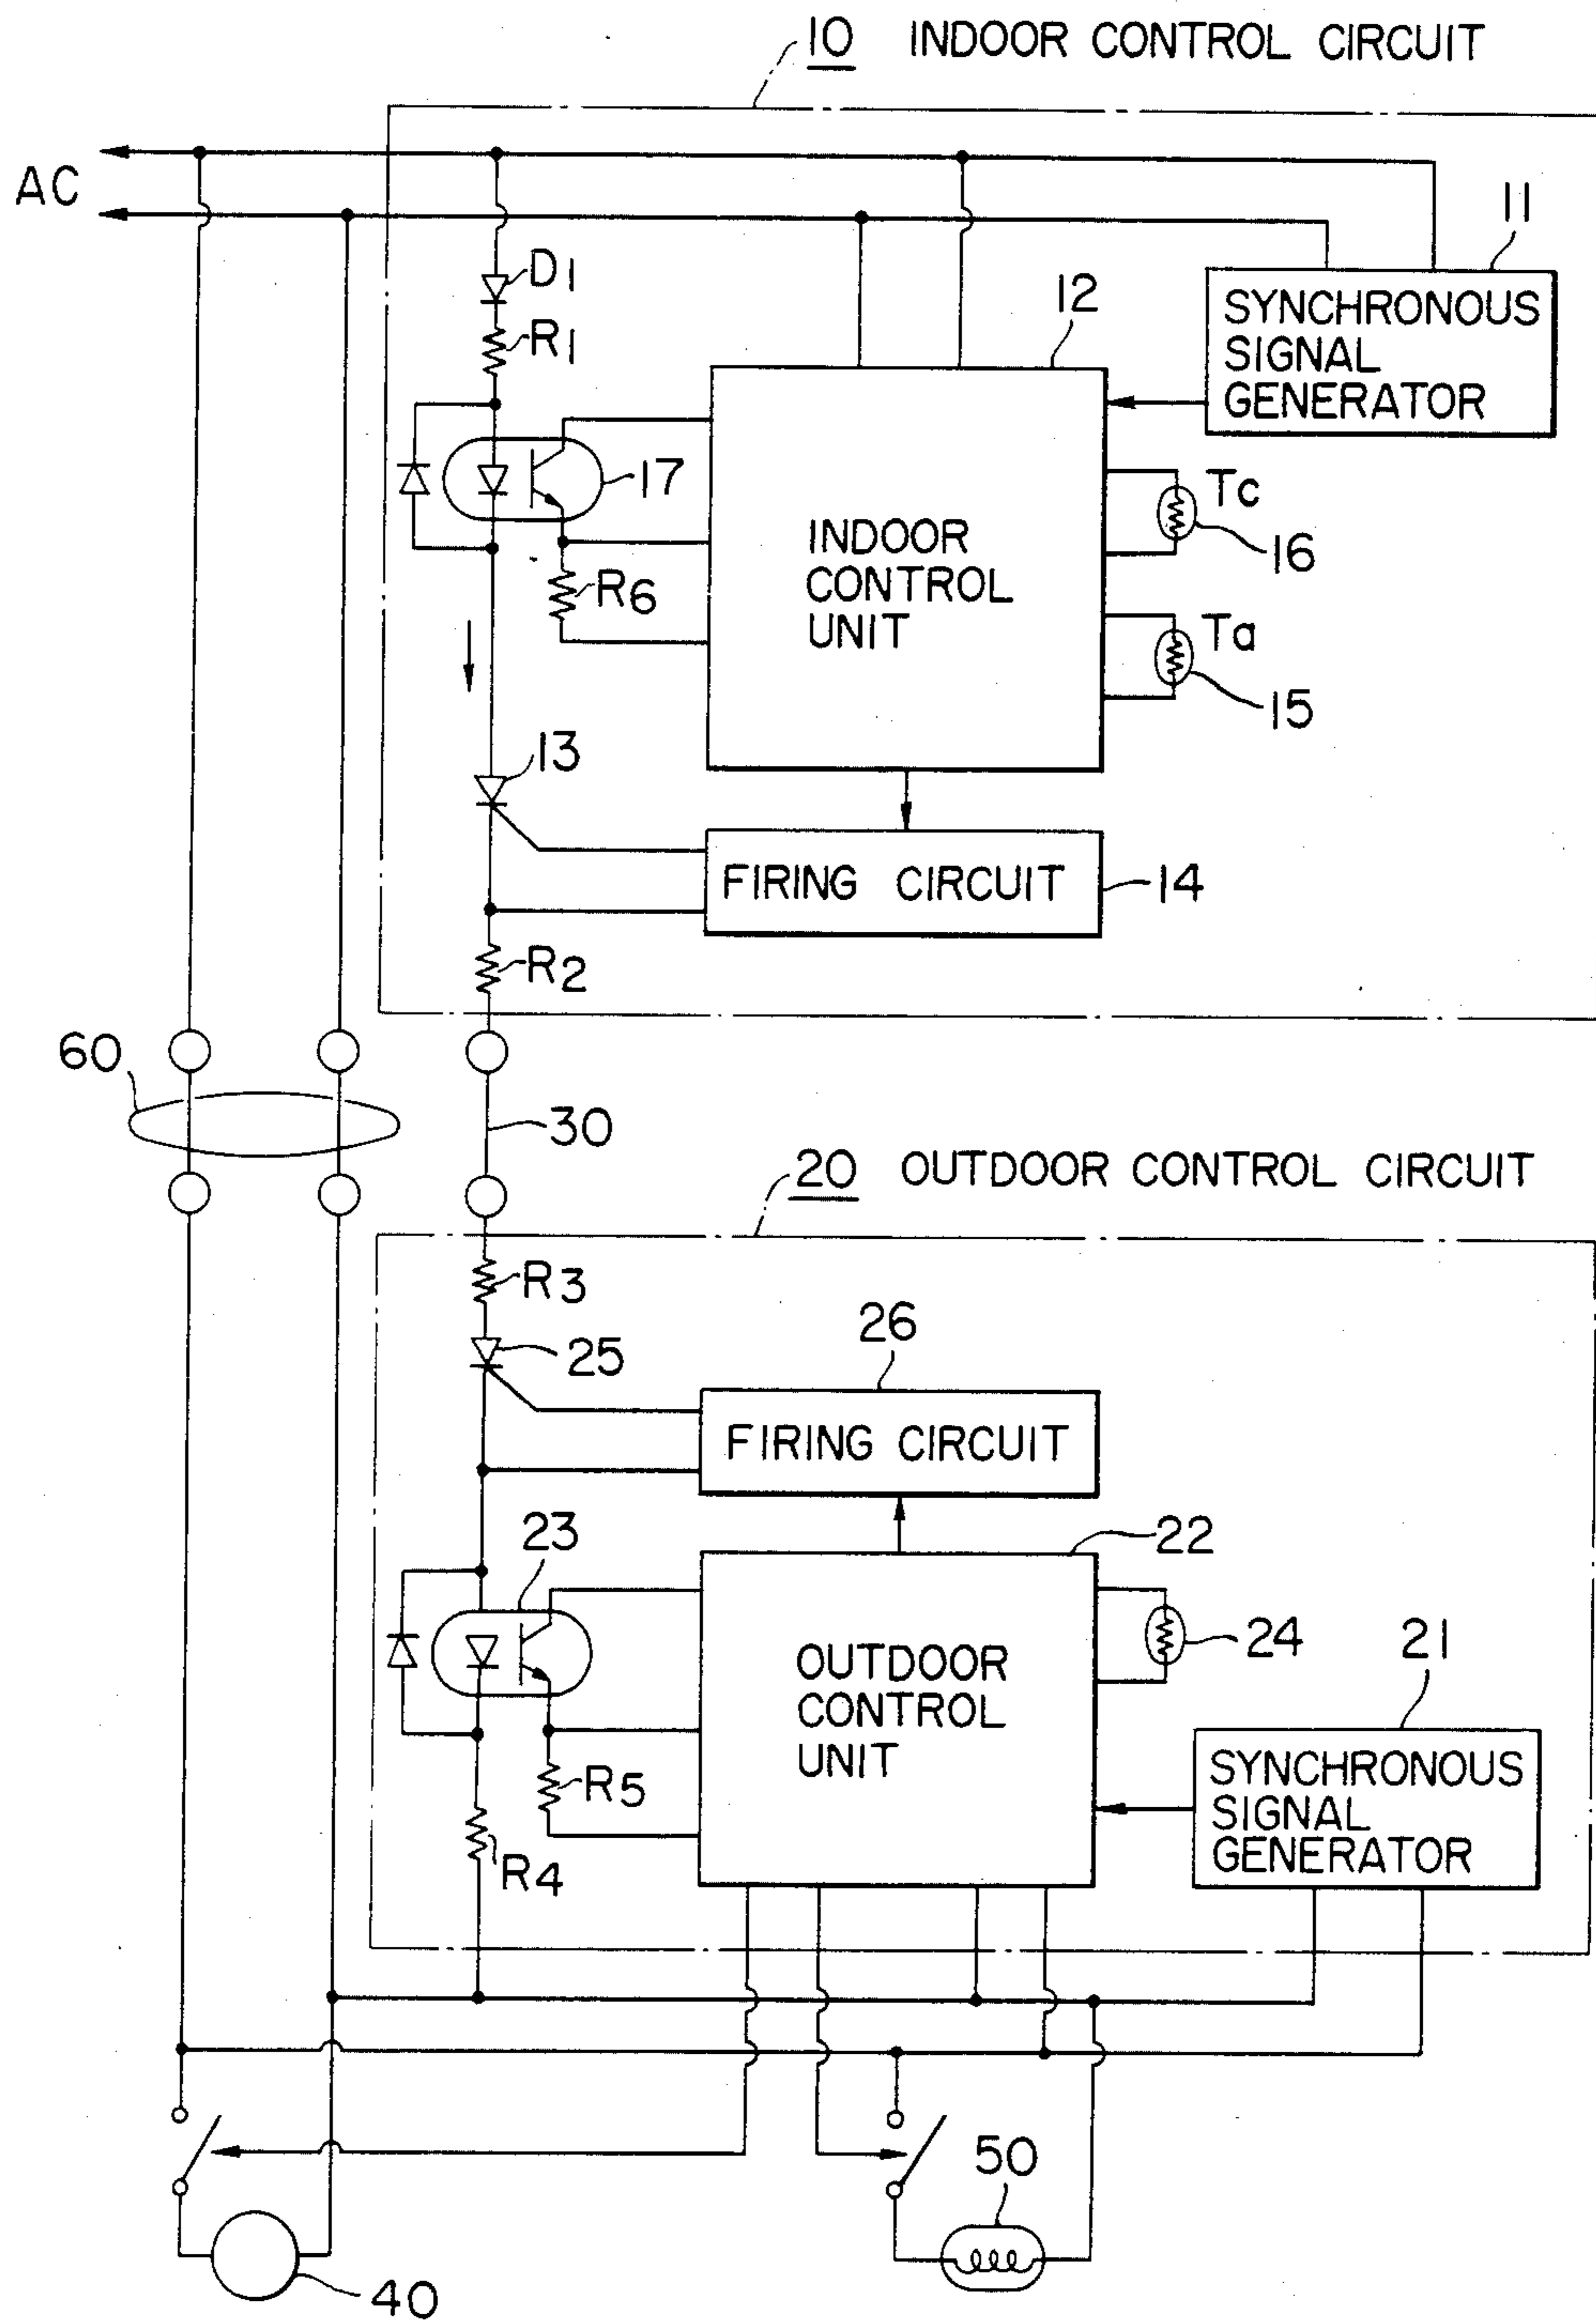 10 INDOOR CONTROL CIRCUIT
AC
11
D1
12
SYNCHRONOUS
SIGNAL
GENERATOR
R1
17
Tc
16
INDOOR
CONTROL
UNIT
R6
Ta
15
13
FIRING CIRCUIT
14
R2
60
30
20 OUTDOOR CONTROL CIRCUIT
R3
26
25
FIRING CIRCUIT
23
22
24
21
OUTDOOR
CONTROL
UNIT
SYNCHRONOUS
SIGNAL
GENERATOR
R5
R4
50
40